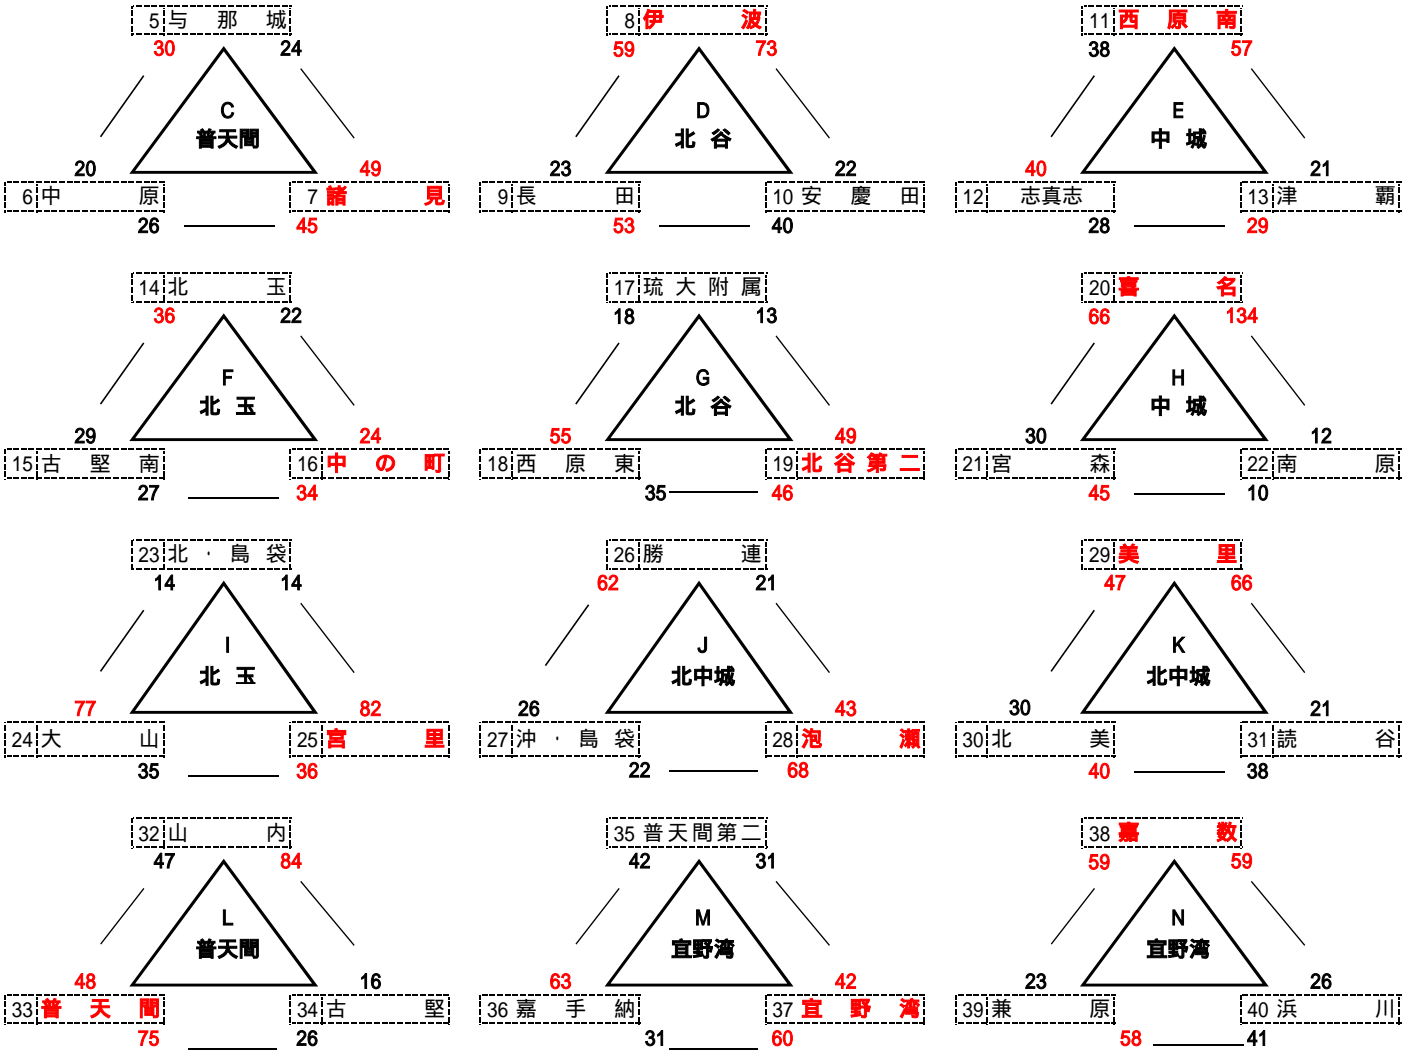 5 与那城 8 伊波 11 西原南
30 24 59 73 38 57
C D E
普天間 北谷 中城
20 49 23 22 40 21
6 中原 7 諸見 9 長田 10 安慶田 12 志真志 13 津覇
26 45 53 40 28 29
14 北玉 17 琉大附属 20 喜名
36 22 18 13 66 134
F G H
北玉 北谷 中城
29 24 55 49 30 12
15 古堅南 16 中の町 18 西原東 19 北谷第二 21 宮森 22 南原
27 34 35 46 45 10
23 北・島袋 26 勝連 29 美里
14 14 62 21 47 66
I J K
北玉 北中城 北中城
77 82 26 43 30 21
24 大山 25 宮里 27 沖・島袋 28 泡瀬 30 北美 31 読谷
35 36 22 68 40 38
32 山内 35 普天間第二 38 嘉数
47 84 42 31 59 59
L M N
普天間 宜野湾 宜野湾
48 16 63 42 23 26
33 普天間 34 古堅 36 嘉手納 37 宜野湾 39 兼原 40 浜川
75 26 31 60 58 41